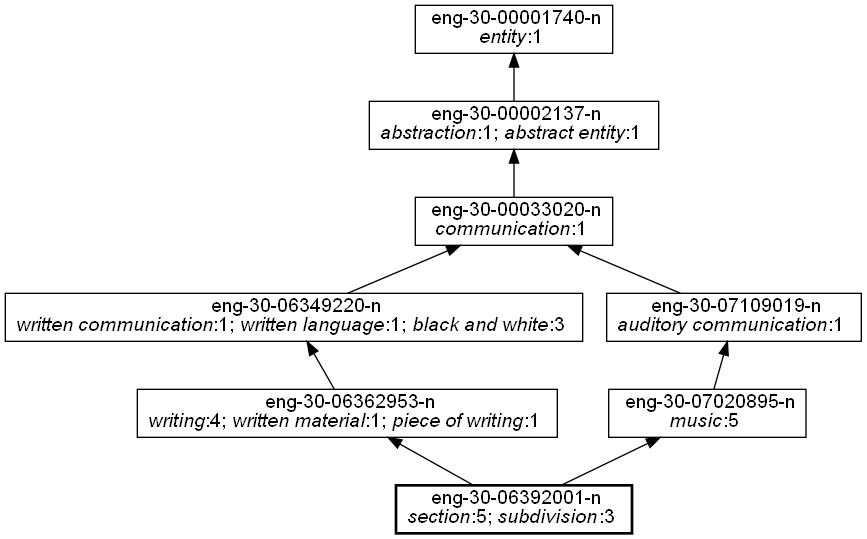 eng-30-00001740-n
entity:1
eng-30-00002137-n
abstraction:1; abstract entity:1
eng-30-00033020-n
communication:1
eng-30-06349220-n
written communication:1; written language:1; black and white:3
eng-30-07109019-n
auditory communication:1
eng-30-06362953-n
writing:4; written material:1; piece of writing:1
eng-30-07020895-n
music:5
eng-30-06392001-n
section:5; subdivision:3